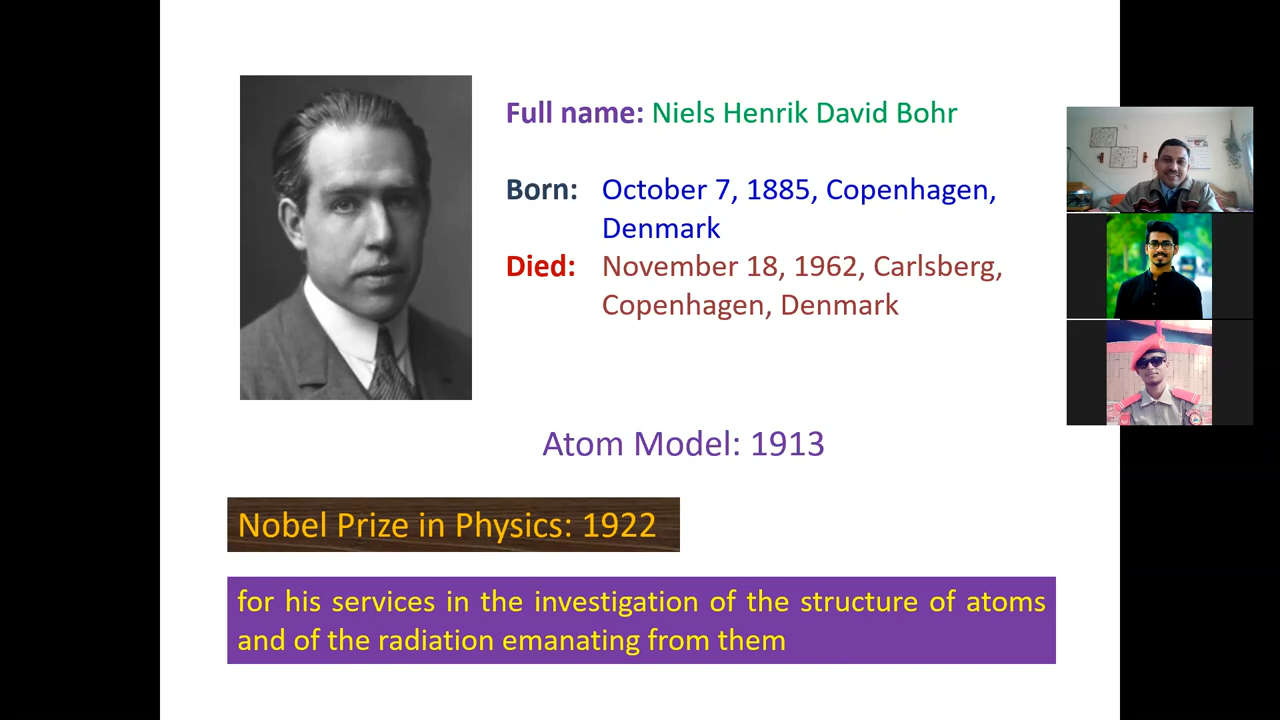 Full name: Niels Henrik David Bohr
Born: October 7, 1885, Copenhagen,
Denmark
Died: November 18, 1962, Carlsberg,
Copenhagen, Denmark
Atom Model: 1913
Nobel Prize in Physics: 1922
for his services in the investigation of the structure of atoms
and of the radiation emanating from them